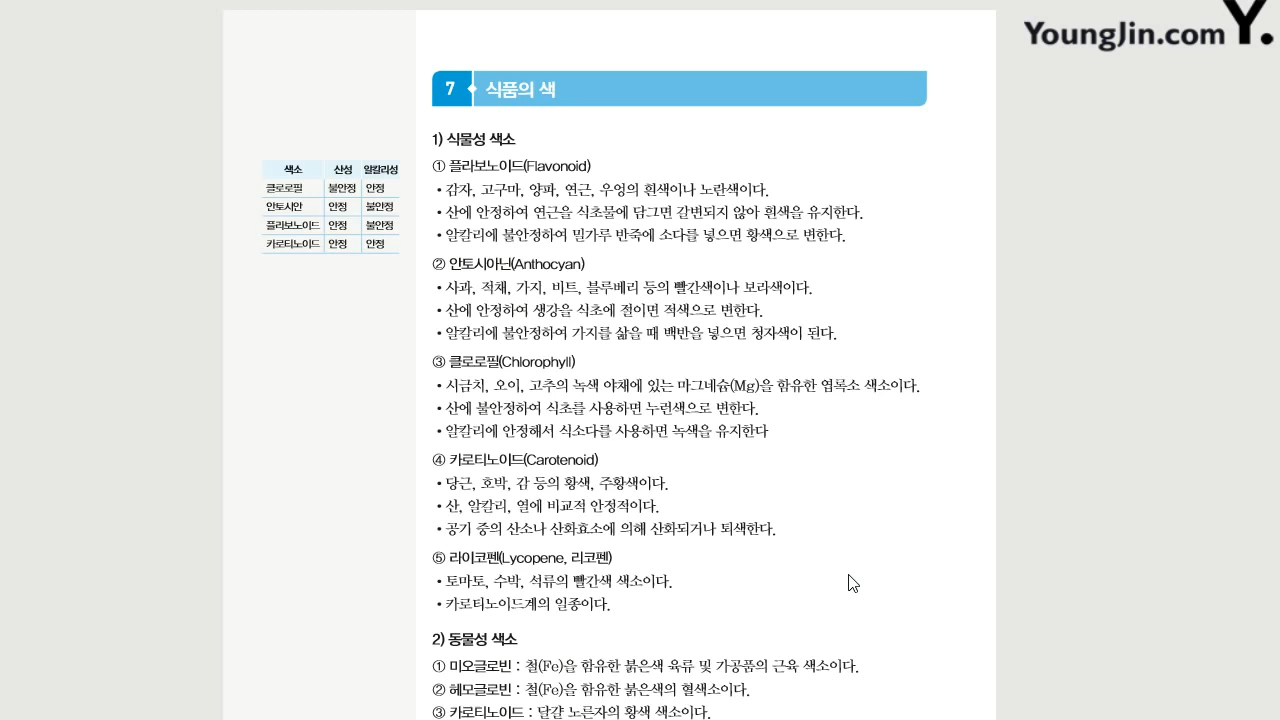 YoungJin.com Y.
7 식품의 색
1) 식물성 색소
① 플라보노이드(Flavonoid)
• 감자, 고구마, 양파, 연근, 우엉의 흰색이나 노란색이다.
• 산에 안정하여 연근을 식초물에 담그면 갈변되지 않아 흰색을 유지한다.
• 알칼리에 불안정하여 밀가루 반죽에 소다를 넣으면 황색으로 변한다.
② 안토시아닌(Anthocyan)
• 사과, 적채, 가지, 비트, 블루베리 등의 빨간색이나 보라색이다.
• 산에 안정하여 생강을 식초에 절이면 적색으로 변한다.
• 알칼리에 불안정하여 가지를 삶을 때 백반을 넣으면 청자색이 된다.
③ 클로로필(Chlorophyll)
• 시금치, 오이, 고추의 녹색 야채에 있는 마그네슘(Mg)을 함유한 엽록소 색소이다.
• 산에 불안정하여 식초를 사용하면 누런색으로 변한다.
• 알칼리에 안정해서 식소다를 사용하면 녹색을 유지한다
④ 카로티노이드(Carotenoid)
• 당근, 호박, 감 등의 황색, 주황색이다.
• 산, 알칼리, 열에 비교적 안정적이다.
• 공기 중의 산소나 산화효소에 의해 산화되거나 퇴색한다.
⑤ 라이코펜(Lycopene, 리코펜)
• 토마토, 수박, 석류의 빨간색 색소이다.
• 카로티노이드계의 일종이다.
2) 동물성 색소
① 미오글로빈 : 철(Fe)을 함유한 붉은색 육류 및 가공품의 근육 색소이다.
② 헤모글로빈 : 철(Fe)을 함유한 붉은색의 혈색소이다.
③ 카로티노이드 : 달걀 노른자의 황색 색소이다.
색소 산성 알칼리성
클로로필 불안정 안정
안토시안 안정 불안정
플라보노이드 안정 불안정
카로티노이드 안정 안정